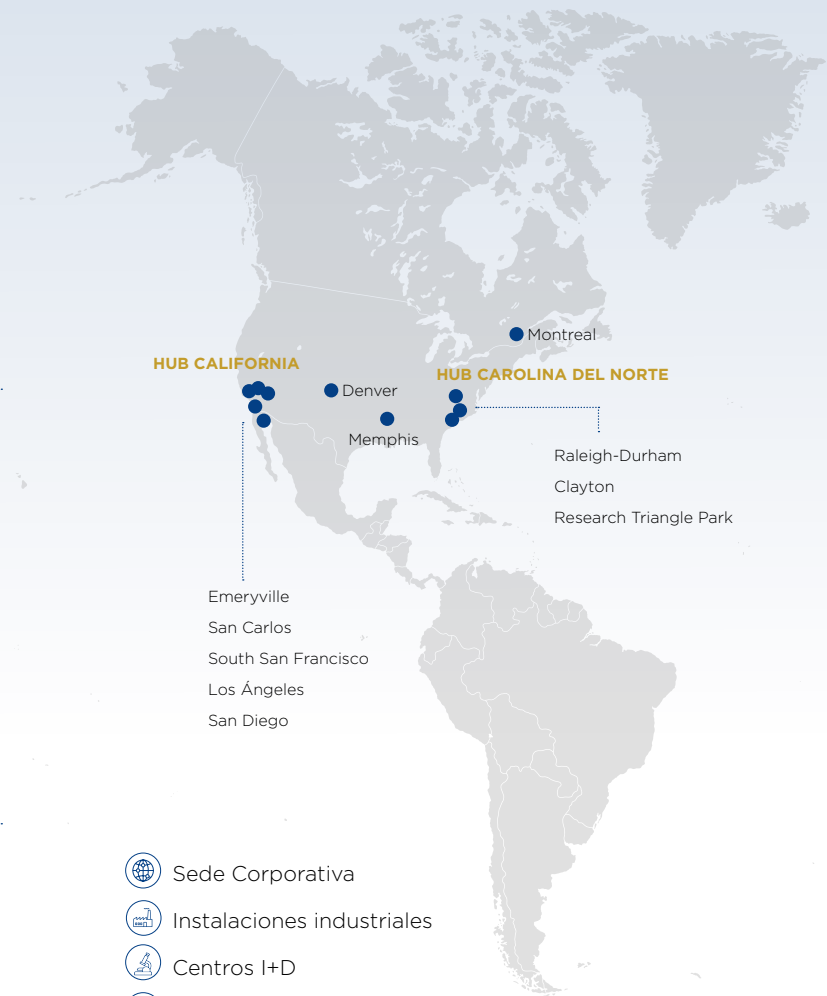 Montreal
HUB CALIFORNIA
HUB CAROLINA DEL NORTE
Denver
Memphis
Raleigh-Durham
Clayton
Research Triangle Park
Emeryville
San Carlos
South San Francisco
Los Ángeles
San Diego
Sede Corporativa
Instalaciones industriales
Centros I+D